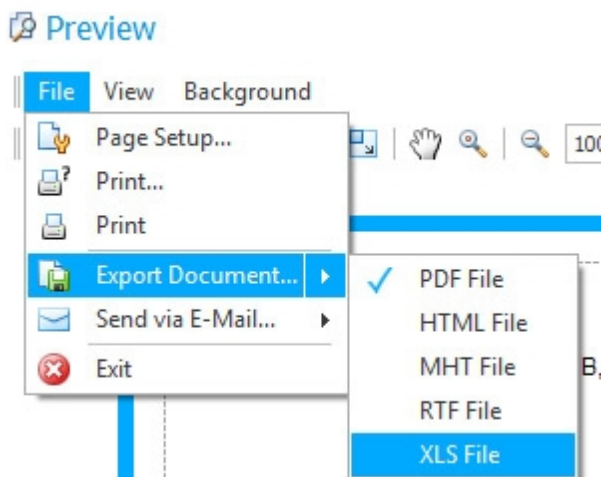 Preview
File View Background
Page Setup...
Print...
100
Print
Export Document...
PDF File
Send via E-Mail...
HTML File
Exit
MHT File
B,
RTF File
XLS File